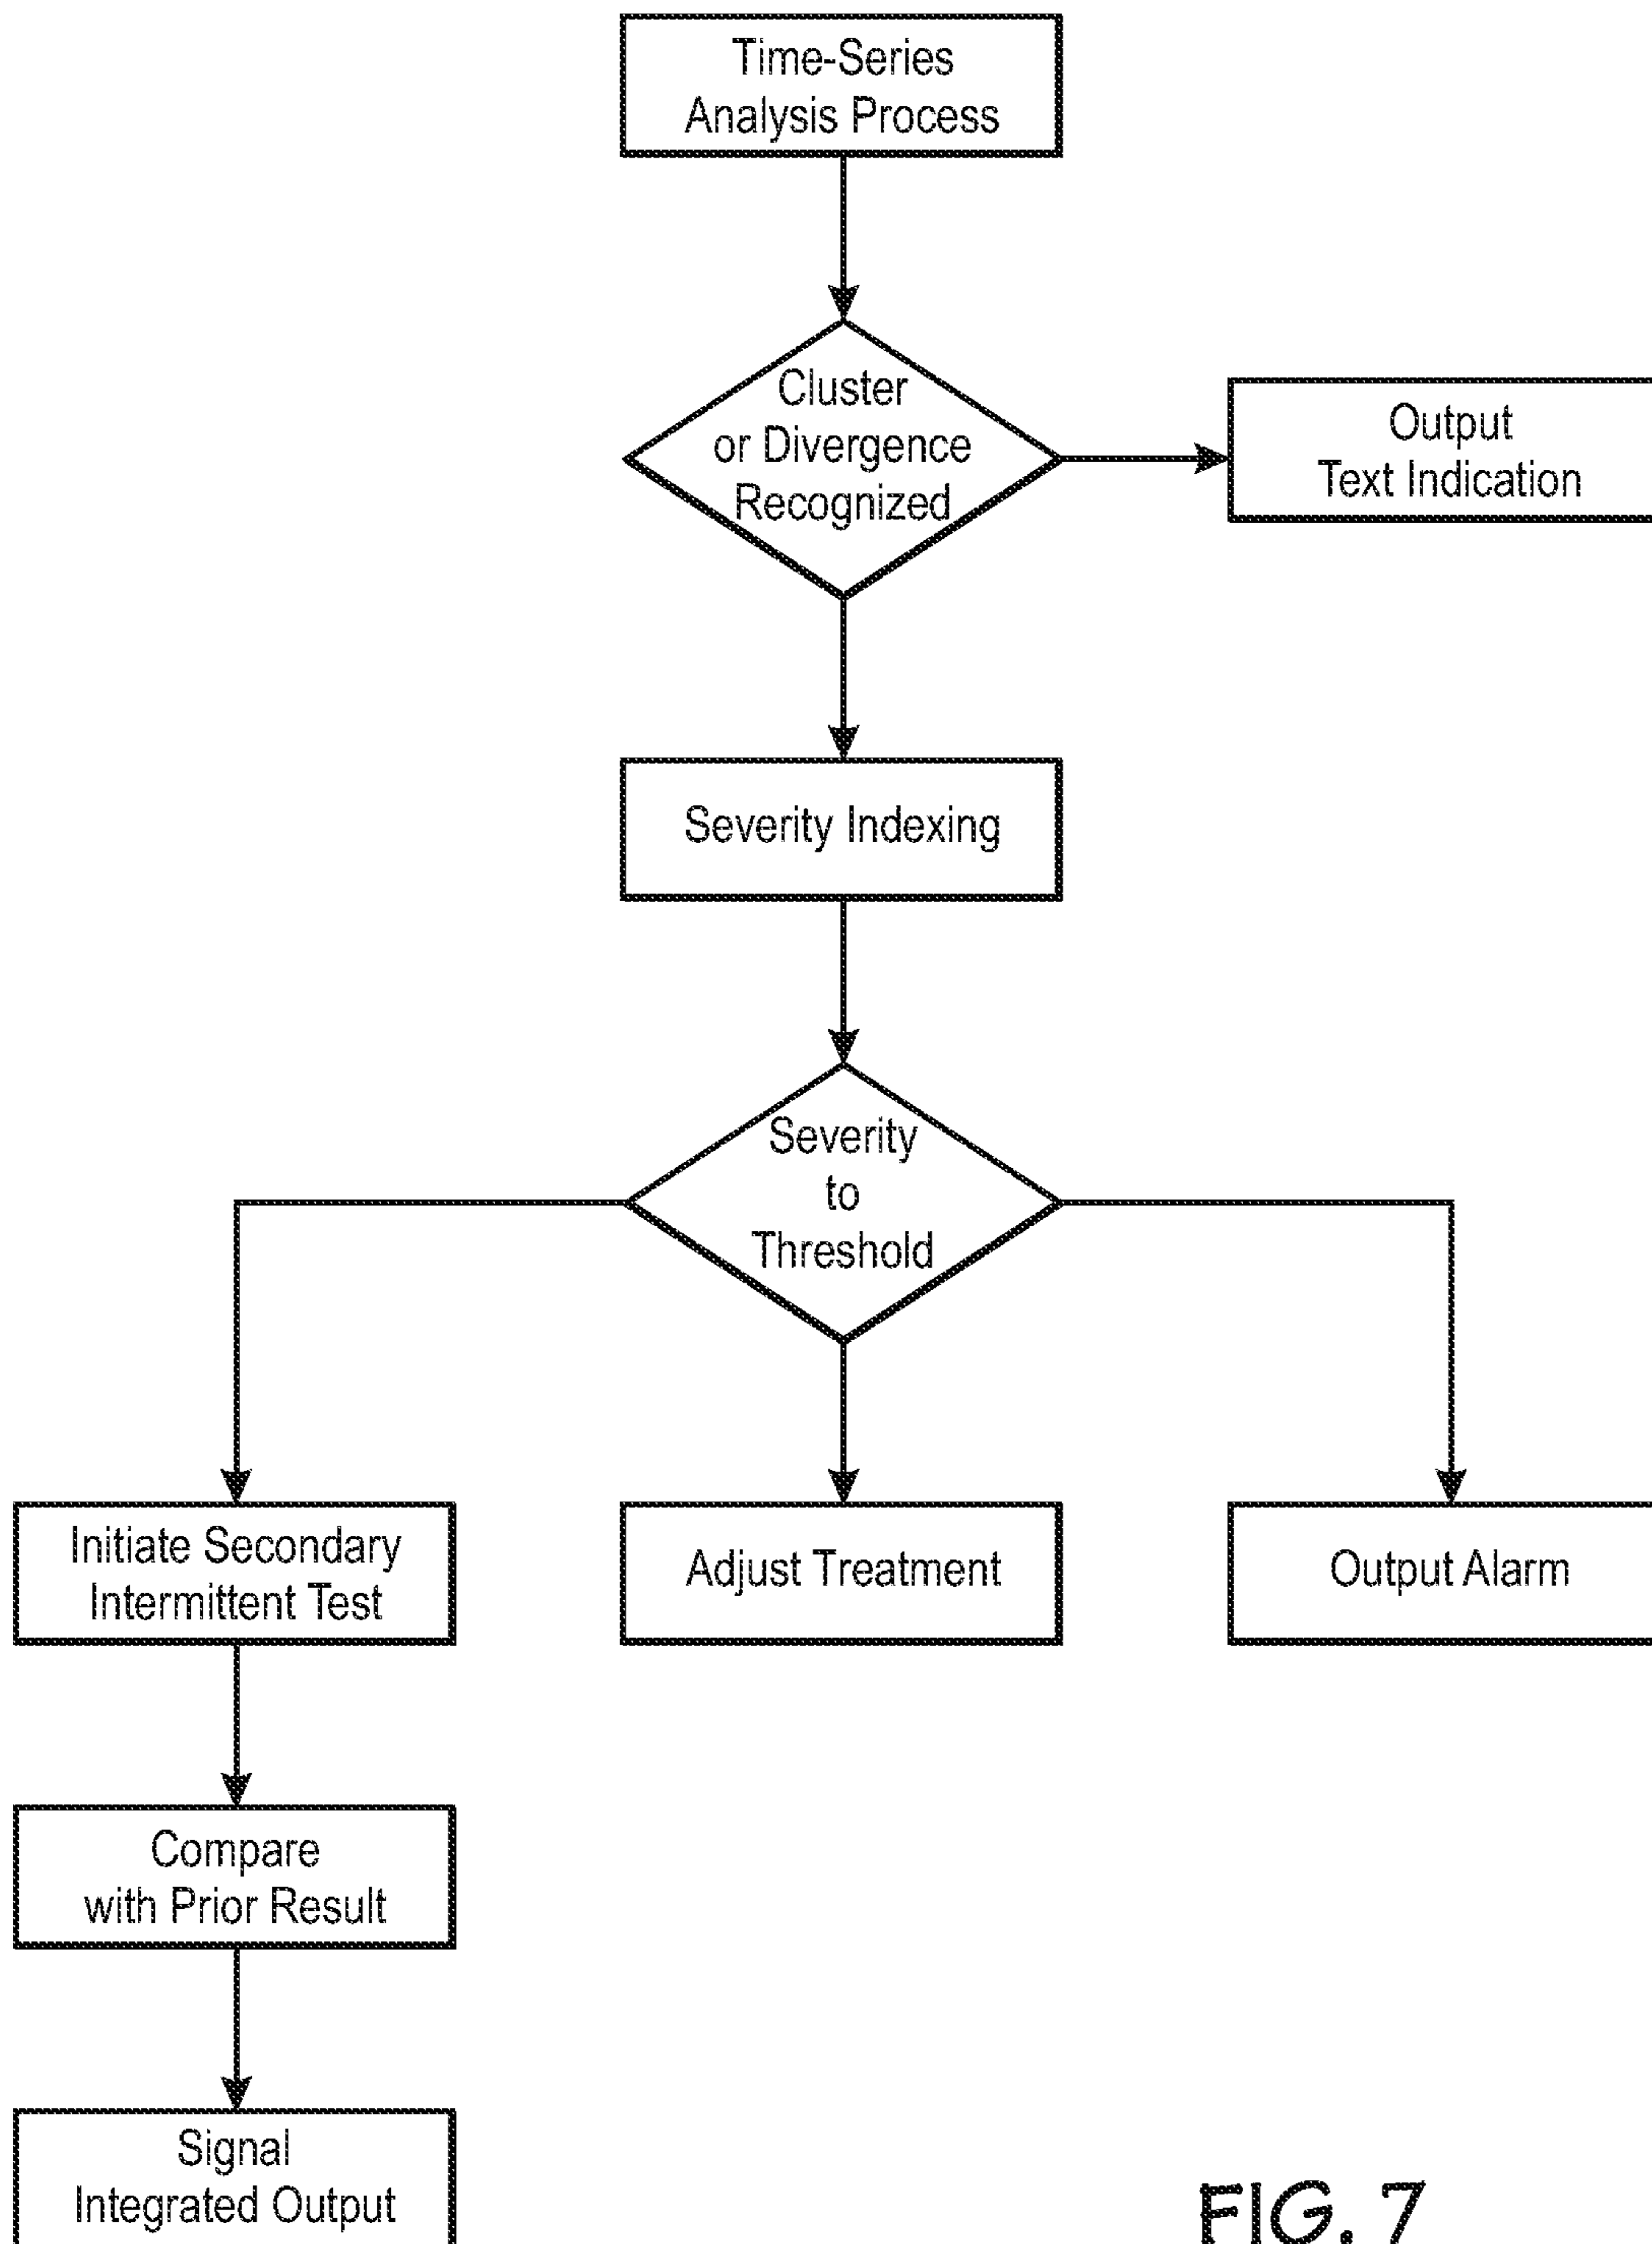 Time-Series
Analysis Process
Cluster
or Divergence
Recognized
Output
Text Indication
Severity Indexing
Severity
to
Threshold
Initiate Secondary
Intermittent Test
Adjust Treatment
Output Alarm
Compare
with Prior Result
Signal
Integrated Output
FIG. 7